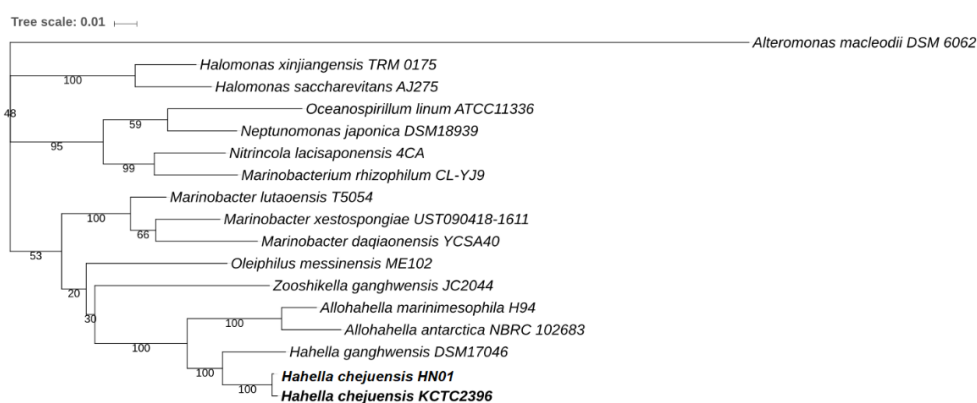 Tree scale: 0.01
Alteromonas macleodii DSM 6062
Halomonas xinjiangensis TRM 0175
100
Halomonas saccharevitans AJ275
48
Oceanospirillum linum ATCC11336
59
Neptunomonas japonica DSM18939
95
Nitrincola lacisaponensis 4CA
99
Marinobacterium rhizophilum CL-YJ9
Marinobacter lutaoensis T5054
100
Marinobacter xestospongiae UST090418-1611
66
Marinobacter daqiaonensis YCSA40
53
Oleiphilus messinensis ME102
20
Zooshikella ganghwensis JC2044
30
Allohahella marinimesophila H94
100
Allohahella antarctica NBRC 102683
100
Hahella ganghwensis DSM17046
100
Hahella chejuensis HN01
100
Hahella chejuensis KCTC2396